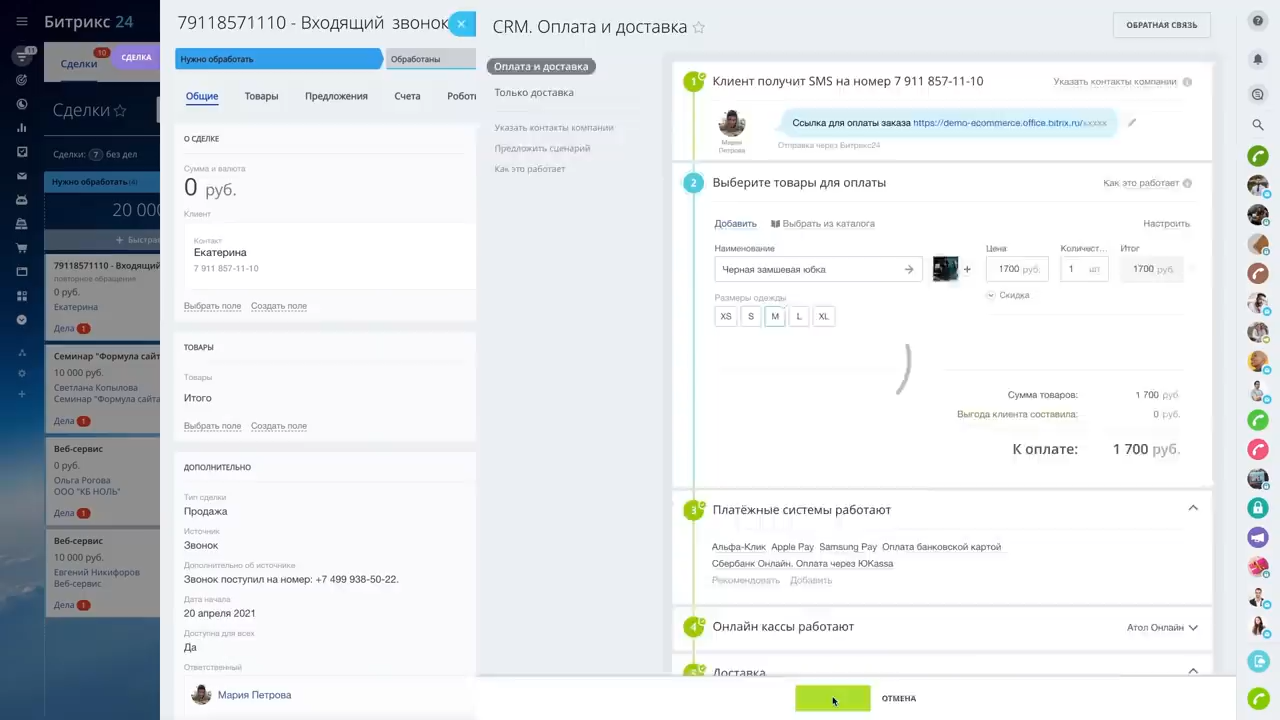 Битрикс 24
11
Сделки
10
СДЕЛКА
Сделки
Сделки: 7 без дел
Нужно обработать (4)
20 000
79118571110 - Входящий
повторное обращения
0 руб.
Екатерина
Дела 1
Семинар "Формула сайта
10 000 руб.
Светлана Копылова
Семинар "Формула сайта
Дела 1
Веб-сервис
0 руб.
Ольга Рогова
ООО "КБ НОЛЬ"
Дела 1
Веб-сервис
10 000 руб.
Евгений Никифоров
Веб-сервис
Дела 1
79118571110 - Входящий звонок
Нужно обработать
Обработаны
Общие
Товары
Предложения
Счета
О СДЕЛКЕ
Сумма и валюта
0 руб.
Клиент
Контакт
Екатерина
7 911 857-11-10
Выбрать поле Создать поле
ТОВАРЫ
Товары
Итого
Выбрать поле Создать поле
ДОПОЛНИТЕЛЬНО
Тип сделки
Продажа
Источник
Звонок
Дополнительно об источнике
Звонок поступил на номер: +7 499 938-50-22.
Дата начала
20 апреля 2021
Доступна для всех
Да
Ответственный
Мария Петрова
CRM. Оплата и доставка
ОБРАТНАЯ СВЯЗЬ
Оплата и доставка
Только доставка
Указать контакты компании
Предложить сценарий
Как это работает
1 Клиент получит SMS на номер 7 911 857-11-10
Указать контакты компании
Мария
Петрова
Ссылка для оплаты заказа https://demo-ecommerce.office.bitrix.ru/xxxxx
Отправка через Битрикс24
2 Выберите товары для оплаты
Как это работает
Добавить
Выбрать из каталога
Настроить
Наименование
Цена:
Количест...
Итог
Черная замшевая юбка
1700 руб.
1 шт
1700 руб.
Скидка
Размеры одежды
XS S M L XL
Сумма товаров: 1 700 руб
Выгода клиента составила: 0 руб.
К оплате: 1 700 руб.
3 Платёжные системы работают
Альфа-Клик Apple Pay Samsung Pay Оплата банковской картой
Сбербанк Онлайн. Оплата через ЮKassa
Рекомендовать Добавить
4 Онлайн кассы работают
Атол Онлайн
5 Доставка
ОТМЕНА